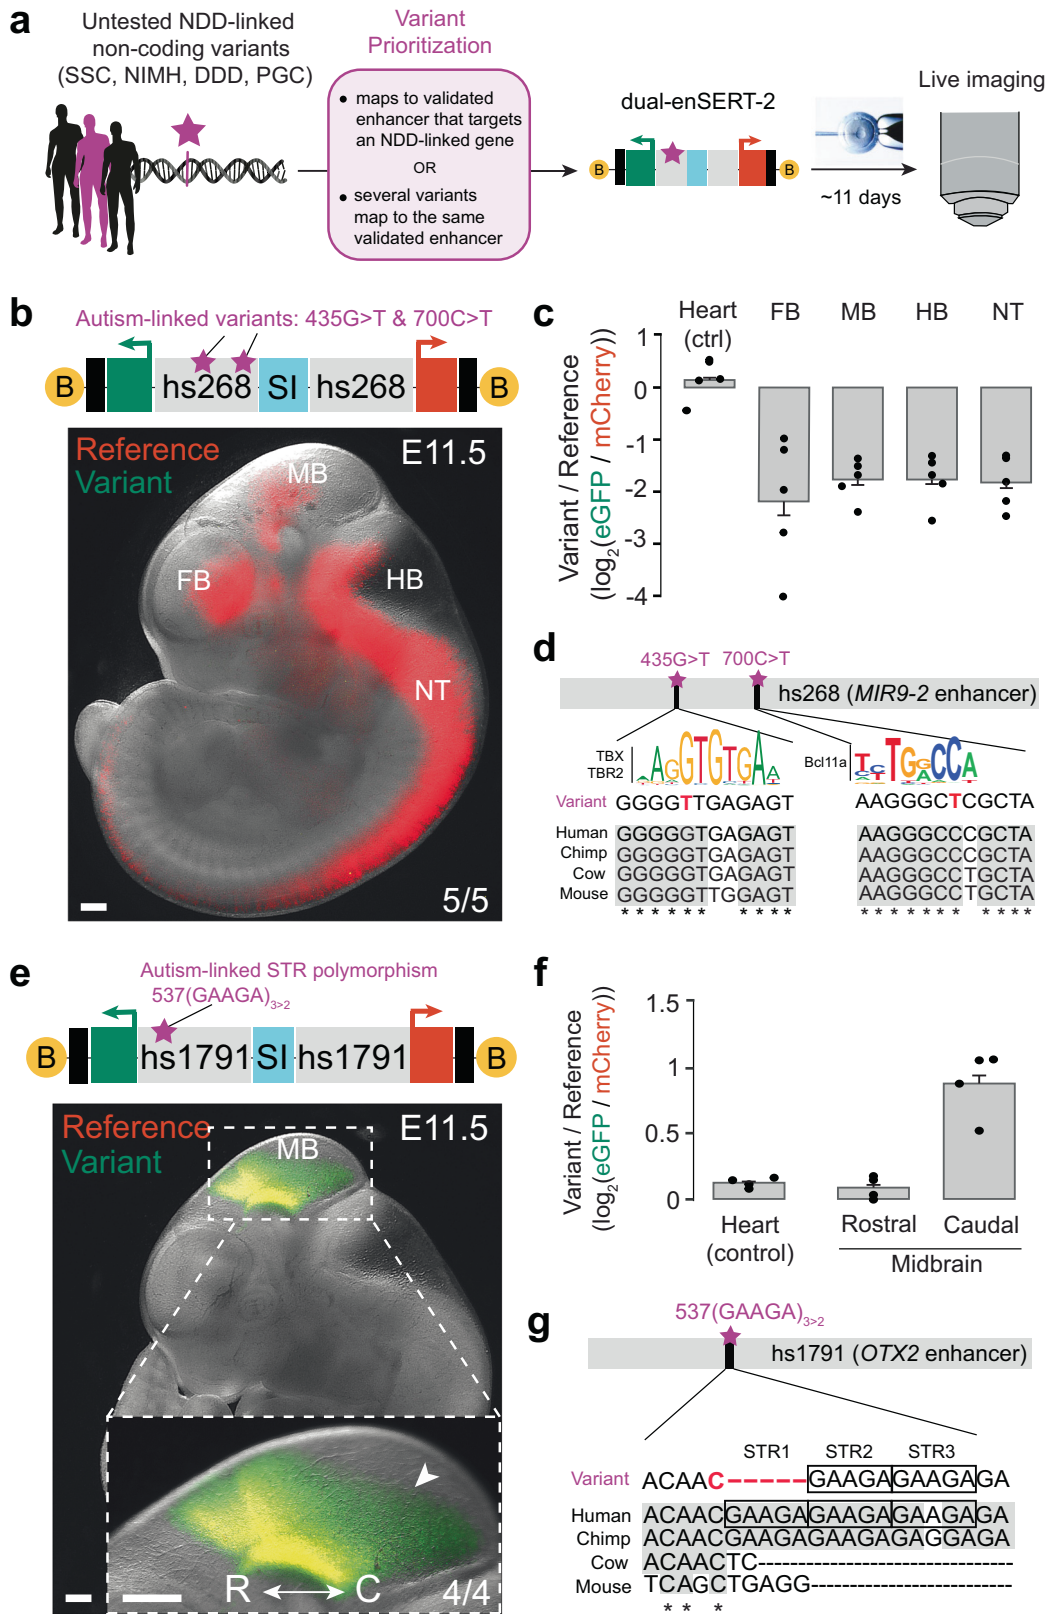 a
Untested NDD-linked
non-coding variants
(SSC, NIMH, DDD, PGC)
Variant
Prioritization
• maps to validated
enhancer that targets
an NDD-linked gene
OR
• several variants
map to the same
validated enhancer
dual-enSERT-2
B
B
~11 days
Live imaging
b
Autism-linked variants: 435G>T & 700C>T
B
hs268
SI
hs268
B
Reference
Variant
E11.5
MB
FB
HB
NT
5/5
c
Heart
(ctrl)
FB
MB
HB
NT
Variant / Reference
(log2(eGFP / mCherry))
1
0
-1
-2
-3
-4
d
435G>T
700C>T
hs268 (MIR9-2 enhancer)
TBX
TBR2
Bcl11a
Variant GGGGTTGAGAGT AAGGGCTCGCTA
Human GGGGGTGAGAGT AAGGGCCCGCTA
Chimp GGGGGTGAGAGT AAGGGCCCGCTA
Cow GGGGGTGAGAGT AAGGGCCTGCTA
Mouse GGGGGTTGGAGT AAGGGCCTGCTA
* * * * * * * * * * * * * * * * * * * * *
e
Autism-linked STR polymorphism
537(GAAGA)3>2
B
hs1791
SI
hs1791
B
Reference
Variant
E11.5
MB
R
C
4/4
f
Variant / Reference
(log2(eGFP / mCherry))
1.5
1
0.5
0
Heart
(control)
Rostral
Caudal
Midbrain
g
537(GAAGA)3>2
hs1791 (OTX2 enhancer)
STR1 STR2 STR3
Variant ACAAC-----GAAGAGAAGAGA
Human ACAACGAAGAGAAGAGAAGAGA
Chimp ACAACGAAGAGAAGAGAGGAGA
Cow ACAACTC---------------
Mouse TCAGCTGAGG------------
* * *